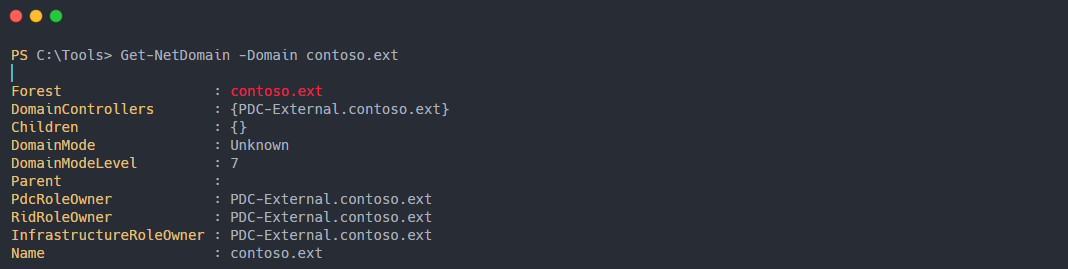 PS C:\Tools> Get-NetDomain -Domain contoso.ext
Forest                  : contoso.ext
DomainControllers       : {PDC-External.contoso.ext}
Children                : {}
DomainMode              : Unknown
DomainModeLevel         : 7
Parent                  :
PdcRoleOwner            : PDC-External.contoso.ext
RidRoleOwner            : PDC-External.contoso.ext
InfrastructureRoleOwner : PDC-External.contoso.ext
Name                    : contoso.ext